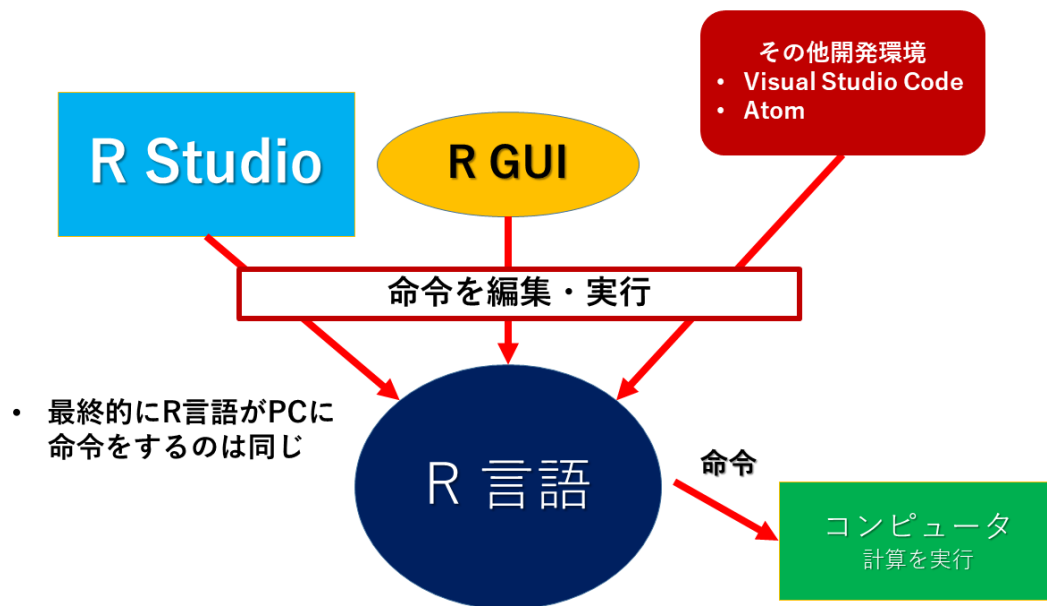 その他開発環境
• Visual Studio Code
• Atom
R Studio
R GUI
命令を編集・実行
• 最終的にR言語がPCに
命令をするのは同じ
R 言語
命令
コンピュータ
計算を実行